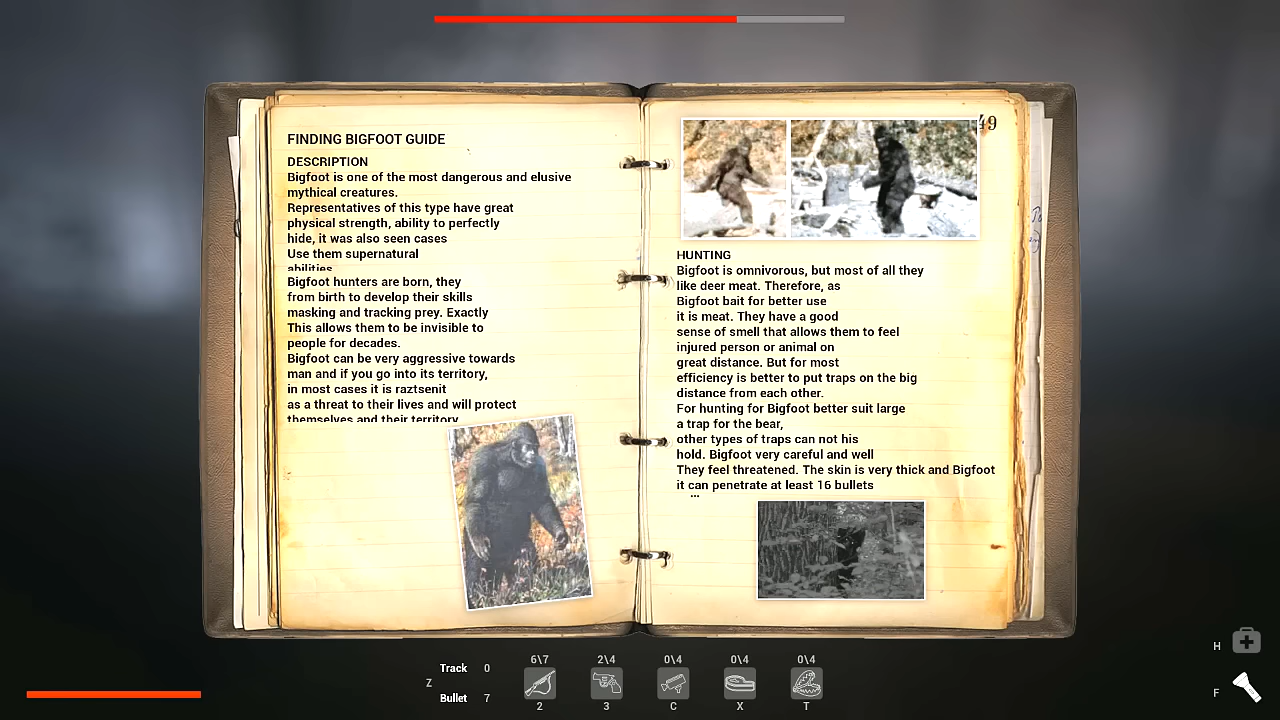 FINDING BIGFOOT GUIDE
DESCRIPTION
Bigfoot is one of the most dangerous and elusive
mythical creatures.
Representatives of this type have great
physical strength, ability to perfectly
hide, it was also seen cases
Use them supernatural
abilities
Bigfoot hunters are born, they
from birth to develop their skills
masking and tracking prey. Exactly
This allows them to be invisible to
people for decades.
Bigfoot can be very aggressive towards
man and if you go into its territory,
in most cases it is raztsenit
as a threat to their lives and will protect
themselves and their territory
49
HUNTING
Bigfoot is omnivorous, but most of all they
like deer meat. Therefore, as
Bigfoot bait for better use
it is meat. They have a good
sense of smell that allows them to feel
injured person or animal on
great distance. But for most
efficiency is better to put traps on the big
distance from each other.
For hunting for Bigfoot better suit large
a trap for the bear,
other types of traps can not his
hold. Bigfoot very careful and well
They feel threatened. The skin is very thick and Bigfoot
it can penetrate at least 16 bullets
...
Z
Track 0
Bullet 7
6\7
2\4
0\4
0\4
0\4
2
3
C
X
T
H
F